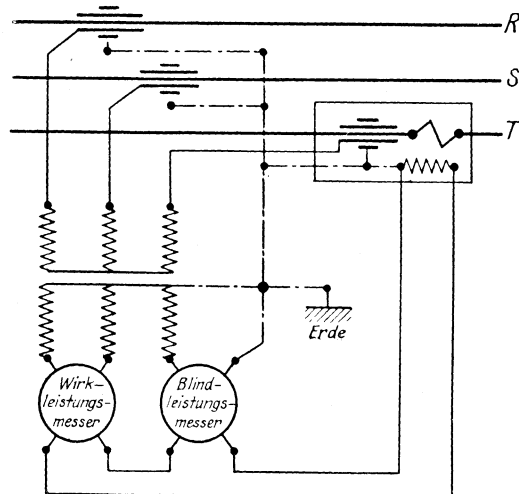 R
S
T
Erde
Wirk-
leistungs-
messer
Blind-
leistungs-
messer